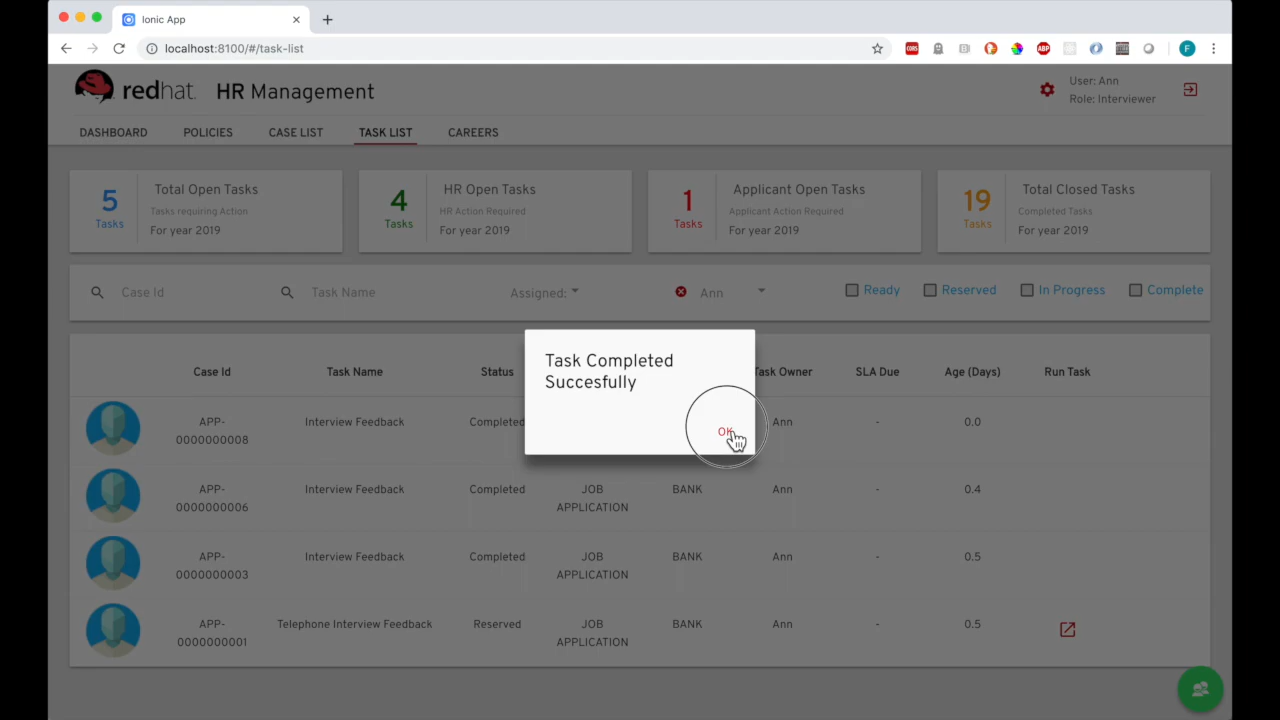 Ionic App
localhost:8100/#/task-list
CORS
ABP
F
redhat. HR Management
User: Ann
Role: Interviewer
DASHBOARD POLICIES CASE LIST TASK LIST CAREERS
5 Tasks
Total Open Tasks
Tasks requiring Action
For year 2019
4 Tasks
HR Open Tasks
HR Action Required
For year 2019
1 Tasks
Applicant Open Tasks
Applicant Action Required
For year 2019
19 Tasks
Total Closed Tasks
Completed Tasks
For year 2019
Case Id Task Name Assigned: Ann Ready Reserved In Progress Complete
Task Completed
Succesfully
OK
Case Id Task Name Status Task Owner SLA Due Age (Days) Run Task
APP- Interview Feedback Completed Ann - 0.0
0000000008
APP- Interview Feedback Completed JOB BANK Ann - 0.4
0000000006 APPLICATION
APP- Interview Feedback Completed JOB BANK Ann - 0.5
0000000003 APPLICATION
APP- Telephone Interview Feedback Reserved JOB BANK Ann - 0.5
0000000001 APPLICATION